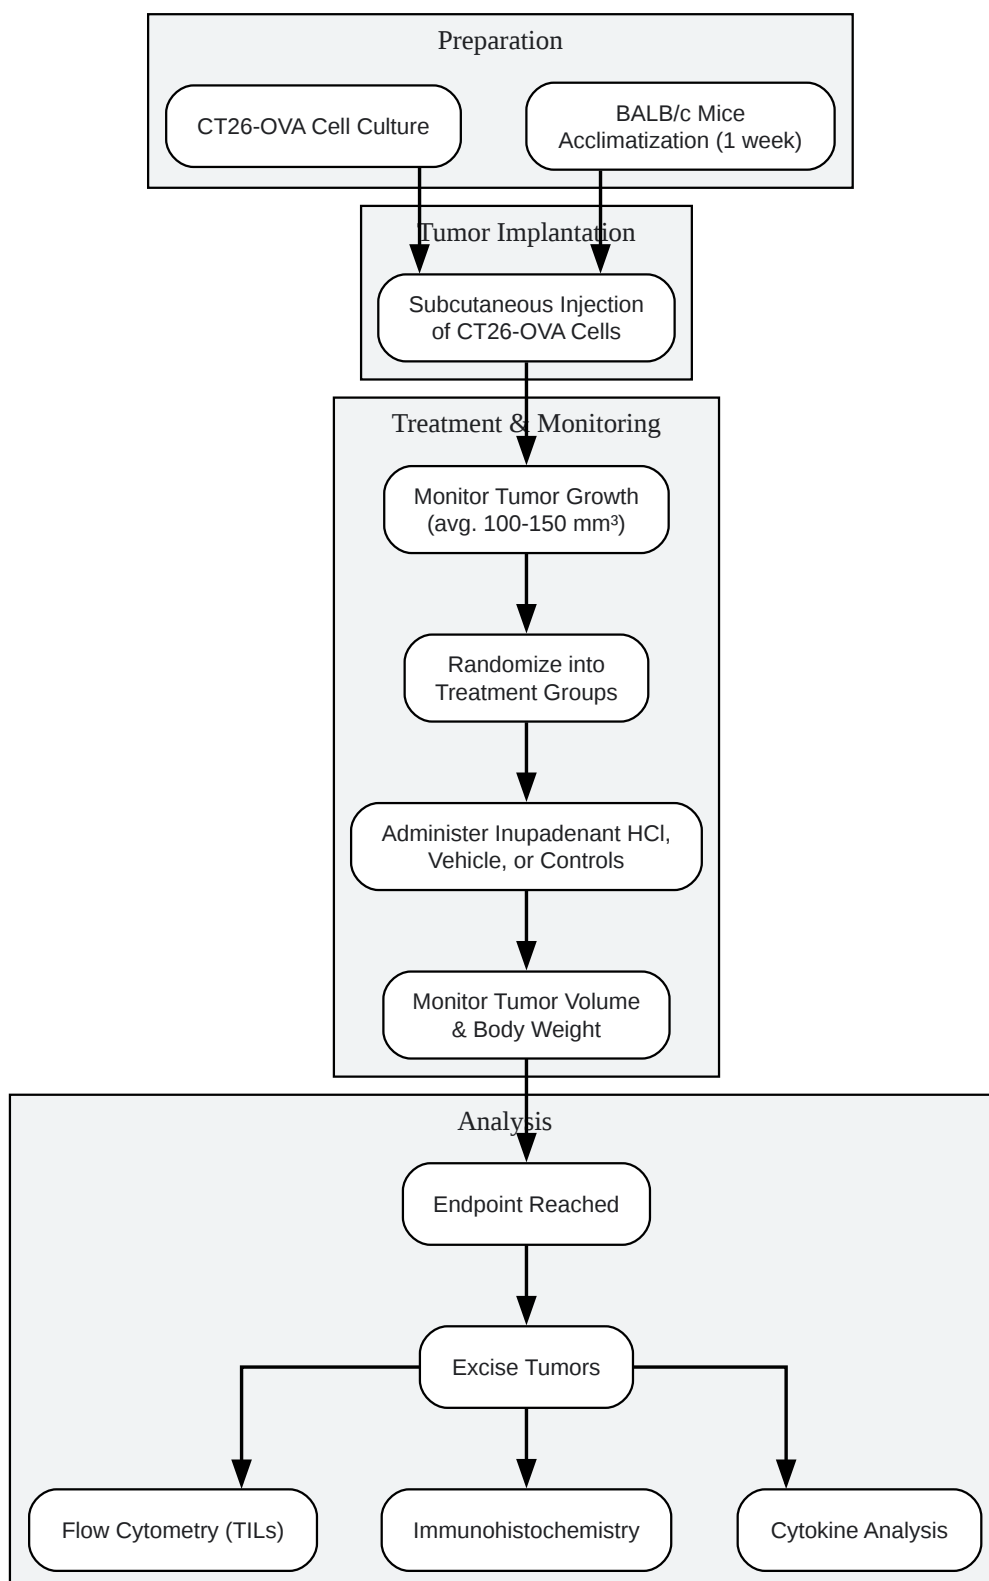 Preparation
CT26-OVA Cell Culture
BALB/c Mice
Acclimatization (1 week)
Tumor Implantation
Subcutaneous Injection
of CT26-OVA Cells
Treatment & Monitoring
Monitor Tumor Growth
(avg. 100-150 mm³)
Randomize into
Treatment Groups
Administer Inupadenant HCl,
Vehicle, or Controls
Monitor Tumor Volume
& Body Weight
Analysis
Endpoint Reached
Excise Tumors
Flow Cytometry (TILs)
Immunohistochemistry
Cytokine Analysis